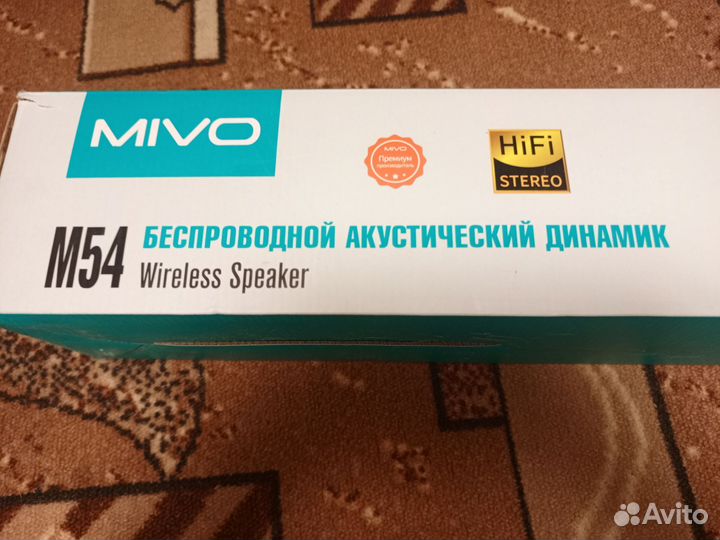 MIVO
MIVO
Премиум
производитель
HiFi
STEREO
M54
БЕСПРОВОДНОЙ АКУСТИЧЕСКИЙ ДИНАМИК
Wireless Speaker
Avito